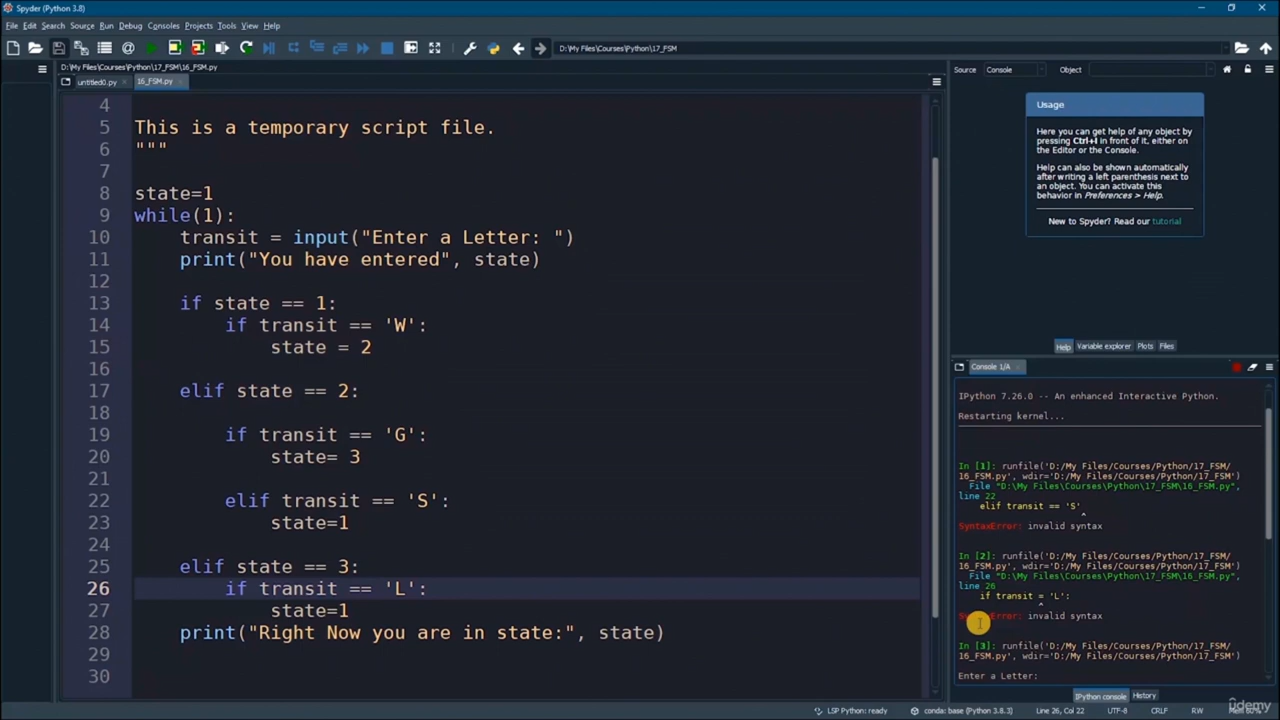 Spyder (Python 3.8)
File Edit Search Source Run Debug Consoles Projects Tools View Help
D:\My Files\Courses\Python\17_FSM
D:\My Files\Courses\Python\17_FSM\16_FSM.py
untitled0.py 16_FSM.py
4
5 This is a temporary script file.
6 """
7
8 state=1
9 while(1):
10 transit = input("Enter a Letter: ")
11 print("You have entered", state)
12
13 if state == 1:
14 if transit == 'W':
15 state = 2
16
17 elif state == 2:
18
19 if transit == 'G':
20 state= 3
21
22 elif transit == 'S':
23 state=1
24
25 elif state == 3:
26 if transit == 'L':
27 state=1
28 print("Right Now you are in state:", state)
29
30
Source Console Object
Usage
Here you can get help of any object by
pressing Ctrl+I in front of it, either on
the Editor or the Console.
Help can also be shown automatically
after writing a left parenthesis next to
an object. You can activate this
behavior in Preferences > Help.
New to Spyder? Read our tutorial
Help Variable explorer Plots Files
Console 1/A
IPython 7.26.0 -- An enhanced Interactive Python.
Restarting kernel...
In [1]: runfile('D:/My Files/Courses/Python/17_FSM/
16_FSM.py', wdir='D:/My Files/Courses/Python/17_FSM')
File "D:\My Files\Courses\Python\17_FSM\16_FSM.py",
line 22
elif transit == 'S'
^
SyntaxError: invalid syntax
In [2]: runfile('D:/My Files/Courses/Python/17_FSM/
16_FSM.py', wdir='D:/My Files/Courses/Python/17_FSM')
File "D:\My Files\Courses\Python\17_FSM\16_FSM.py",
line 26
if transit = 'L':
^
SyntaxError: invalid syntax
In [3]: runfile('D:/My Files/Courses/Python/17_FSM/
16_FSM.py', wdir='D:/My Files/Courses/Python/17_FSM')
Enter a Letter:
IPython console History
LSP Python: ready conda: base (Python 3.8.3) Line 26, Col 22 UTF-8 CRLF RW
udemy